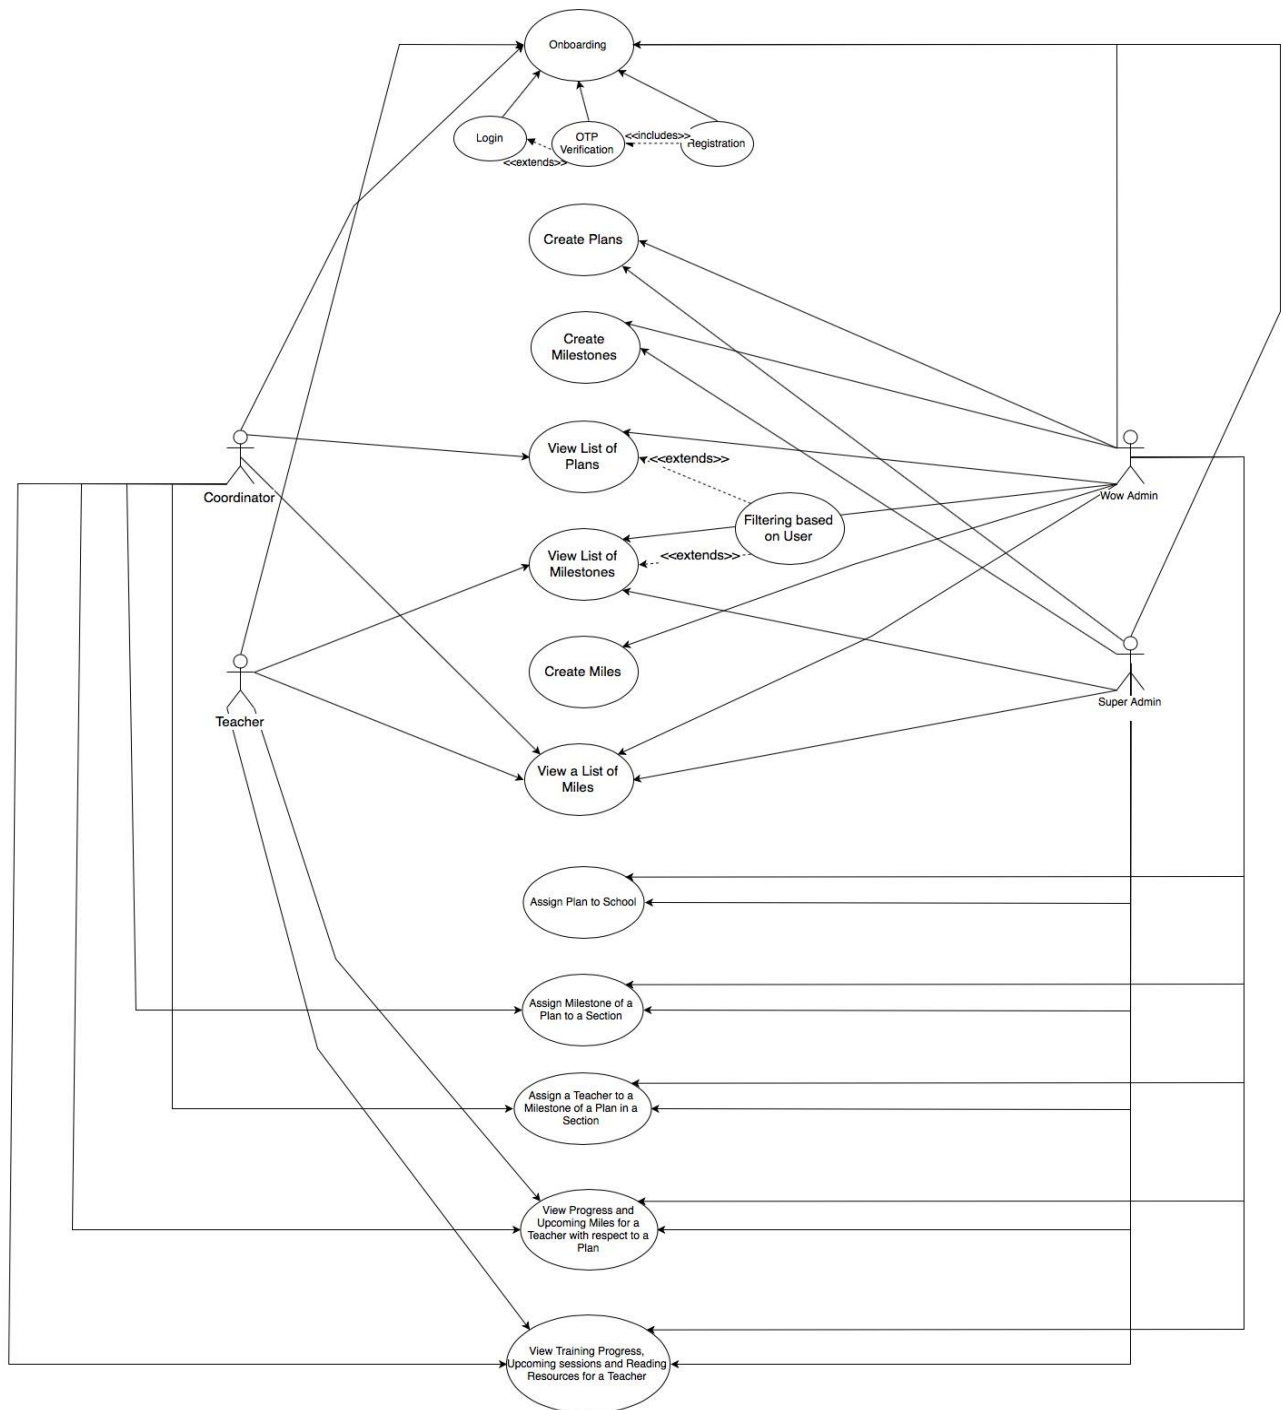 Onboarding
Login
OTP
Verification
<<includes>>
Registration
<<extends>>
Create Plans
Create
Milestones
View List of
Plans
<<extends>>
Coordinator
Wow Admin
Filtering based
on User
View List of
Milestones
<<extends>>
Create Miles
Super Admin
Teacher
View a List of
Miles
Assign Plan to School
Assign Milestone of a
Plan to a Section
Assign a Teacher to a
Milestone of a Plan in a
Section
View Progress and
Upcoming Miles for a
Teacher with respect to a
Plan
View Training Progress,
Upcoming sessions and Reading
Resources for a Teacher